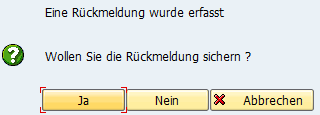 Eine Rückmeldung wurde erfasst
Wollen Sie die Rückmeldung sichern ?
Ja Nein Abbrechen